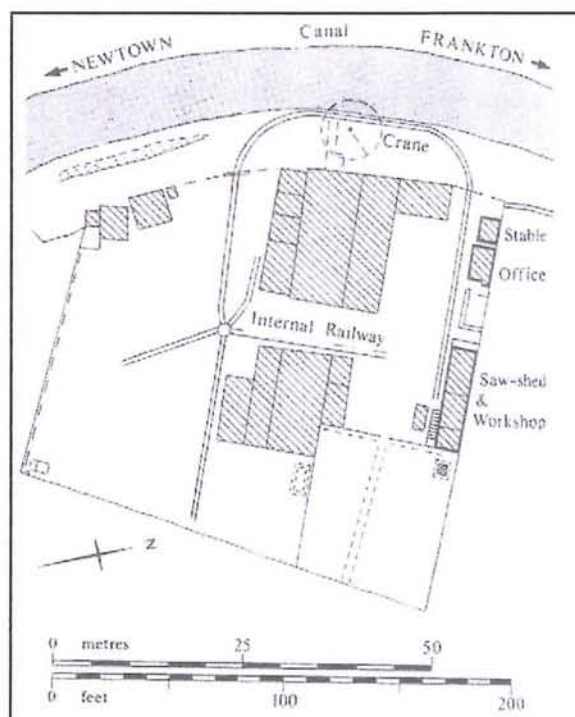 Canal
NEWTOWN
FRANKTON
Crane
Stable
Office
Internal Railway
Saw-shed
&
Workshop
N
0 metres 25 50
0 feet 100 200